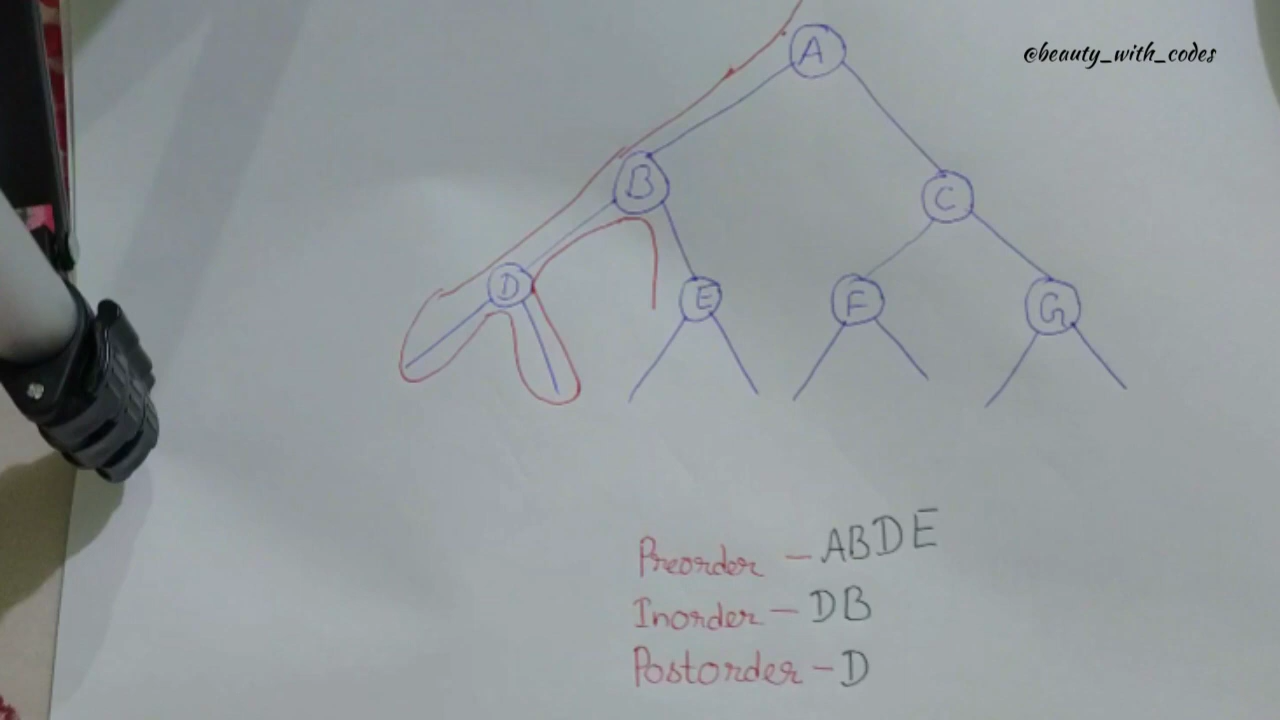 @beauty_with_codes
A
B
C
D
E
F
G
Preorder - ABDE
Inorder - DB
Postorder - D